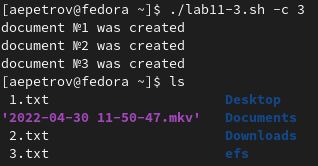 [aepetrov@fedora ~]$ ./lab11-3.sh -c 3
document №1 was created
document №2 was created
document №3 was created
[aepetrov@fedora ~]$ ls
1.txt Desktop
'2022-04-30 11-50-47.mkv' Documents
2.txt Downloads
3.txt efs